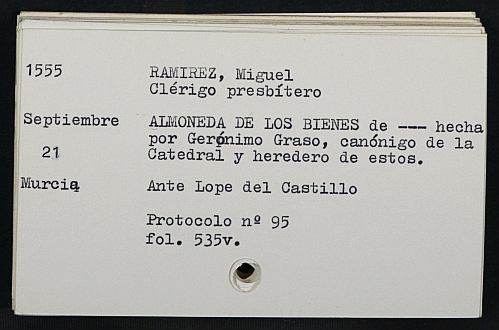 1555 RAMIREZ, Miguel
Clérigo presbítero
Septiembre ALMONEDA DE LOS BIENES de --- hecha
por Gerónimo Graso, canónigo de la
21 Catedral y heredero de estos.
Murcia Ante Lope del Castillo
Protocolo nº 95
fol. 535v.